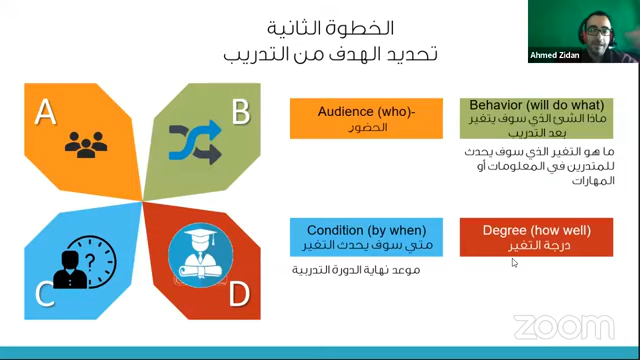 الخطوة الثانية
تحديد الهدف من التدريب
Ahmed Zidan
A
B
C
D
?
Audience (who)-
الحضور
Behavior (will do what)
ماذا الشئ الذي سوف يتغير
بعد التدريب
ما هو التغير الذي سوف يحدث
للمتدربين في المعلومات أو
المهارات
Condition (by when)
متي سوف يحدث التغير
موعد نهاية الدورة التدربية
Degree (how well)
درجة التغير
zoom